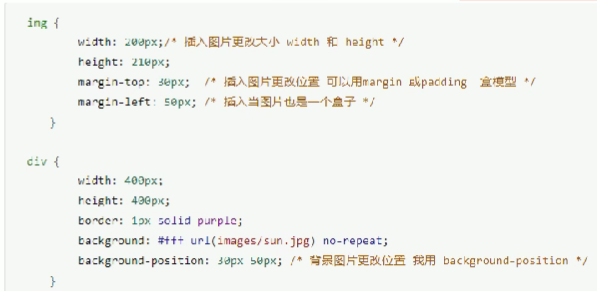 img {
width: 200px;/* 插入图片更改大小 width 和 height */
height: 210px;
margin-top: 30px; /* 插入图片更改位置 可以用margin 或padding 盒模型 */
margin-left: 50px; /* 插入当图片也是一个盒子 */
}
div {
width: 400px;
height: 400px;
border: 1px solid purple;
background: #fff url(images/sun.jpg) no-repeat;
background-position: 30px 50px; /* 背景图片更改位置 我用 background-position */
}